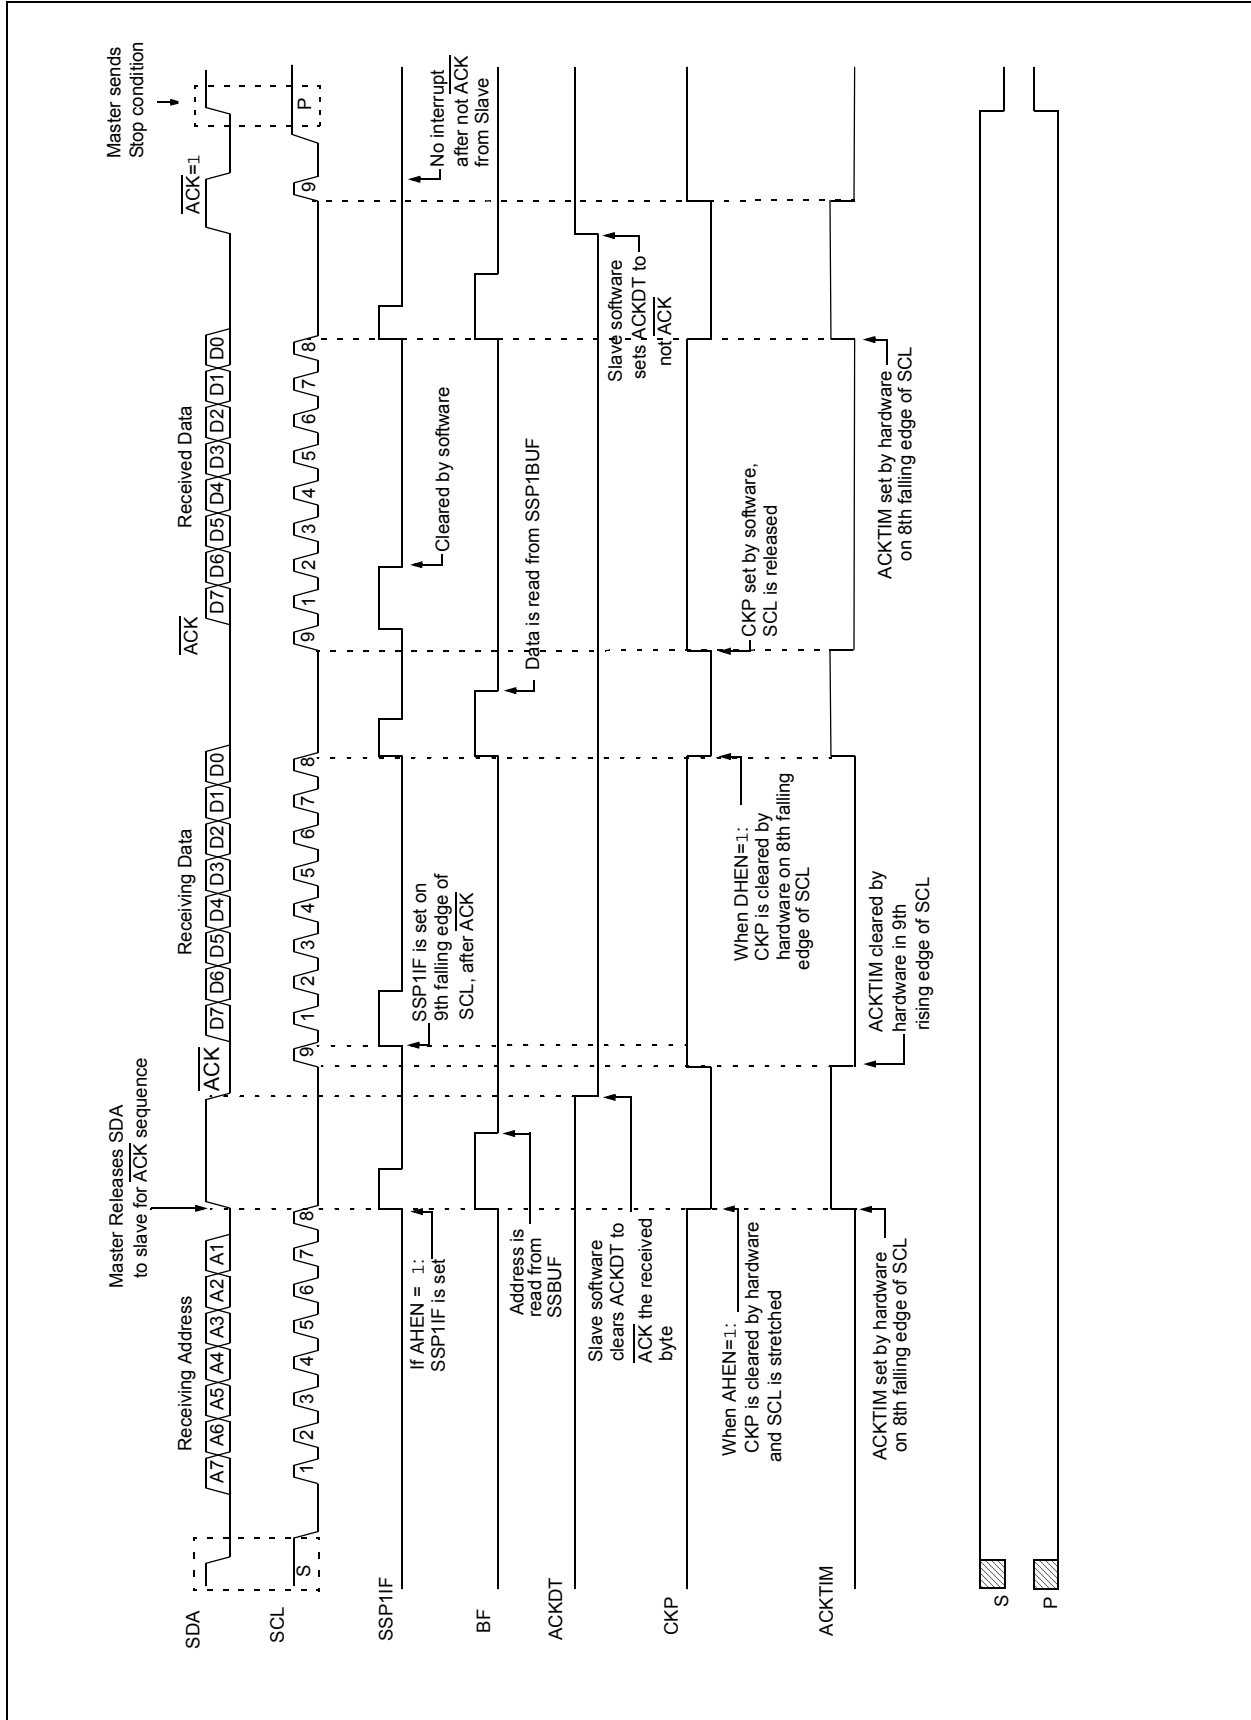 Master Releases SDA
to slave for ACK sequence
Master sends
Stop condition
Receiving Address
Receiving Data
Received Data
ACK
ACK
ACK=1
SDA
A7 A6 A5 A4 A3 A2 A1
D7 D6 D5 D4 D3 D2 D1 D0
D7 D6 D5 D4 D3 D2 D1 D0
SCL
S 1 2 3 4 5 6 7 8 9 1 2 3 4 5 6 7 8 9 1 2 3 4 5 6 7 8 9 P
SSP1IF
If AHEN = 1:
SSP1IF is set
SSP1IF is set on
9th falling edge of
SCL, after ACK
Cleared by software
No interrupt
after not ACK
from Slave
BF
Address is
read from
SSBUF
Data is read from SSP1BUF
ACKDT
Slave software
clears ACKDT to
ACK the received
byte
Slave software
sets ACKDT to
not ACK
CKP
When AHEN=1:
CKP is cleared by hardware
and SCL is stretched
When DHEN=1:
CKP is cleared by
hardware on 8th falling
edge of SCL
CKP set by software,
SCL is released
ACKTIM
ACKTIM set by hardware
on 8th falling edge of SCL
ACKTIM cleared by
hardware in 9th
rising edge of SCL
ACKTIM set by hardware
on 8th falling edge of SCL
S
P